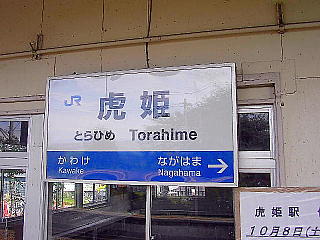 JR
虎姫
とらひめ Torahime
かわけ ながはま →
Kawake Nagahama
虎姫駅
10月8日(土